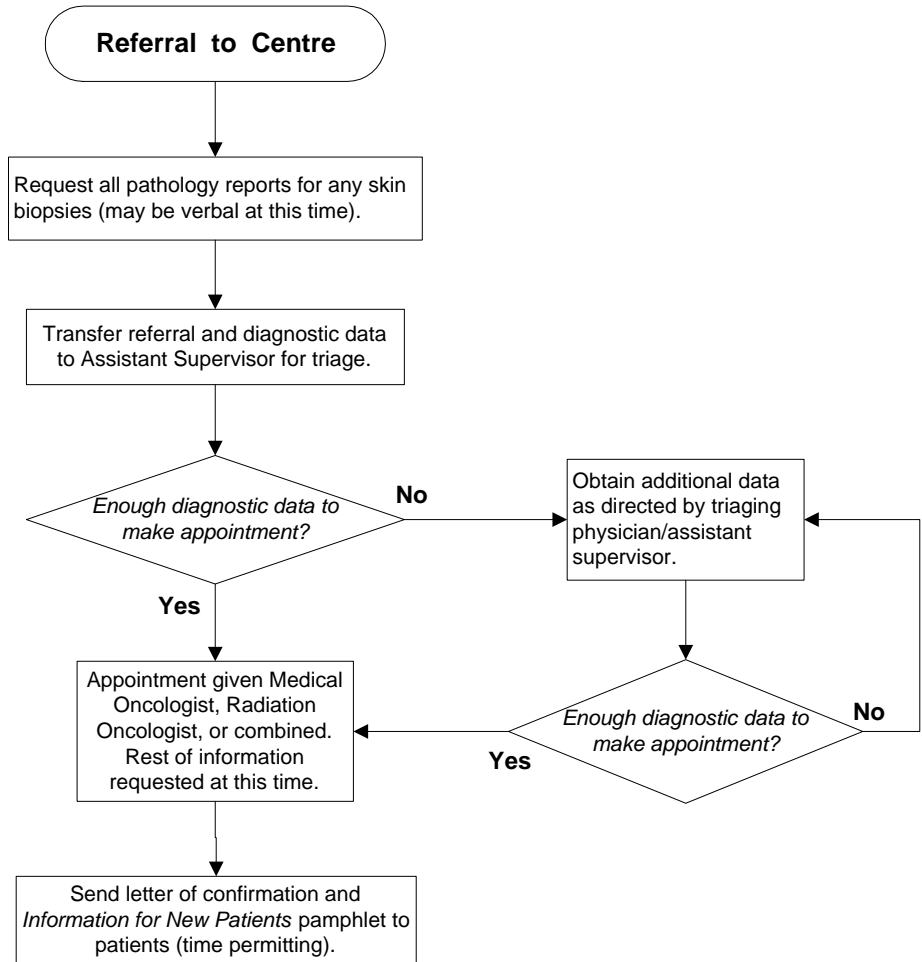 Referral to Centre
Request all pathology reports for any skin
biopsies (may be verbal at this time).
Transfer referral and diagnostic data
to Assistant Supervisor for triage.
Enough diagnostic data to
make appointment?
No
Yes
Obtain additional data
as directed by triaging
physician/assistant
supervisor.
Enough diagnostic data to
make appointment?
No
Yes
Appointment given Medical
Oncologist, Radiation
Oncologist, or combined.
Rest of information
requested at this time.
Send letter of confirmation and
Information for New Patients pamphlet to
patients (time permitting).